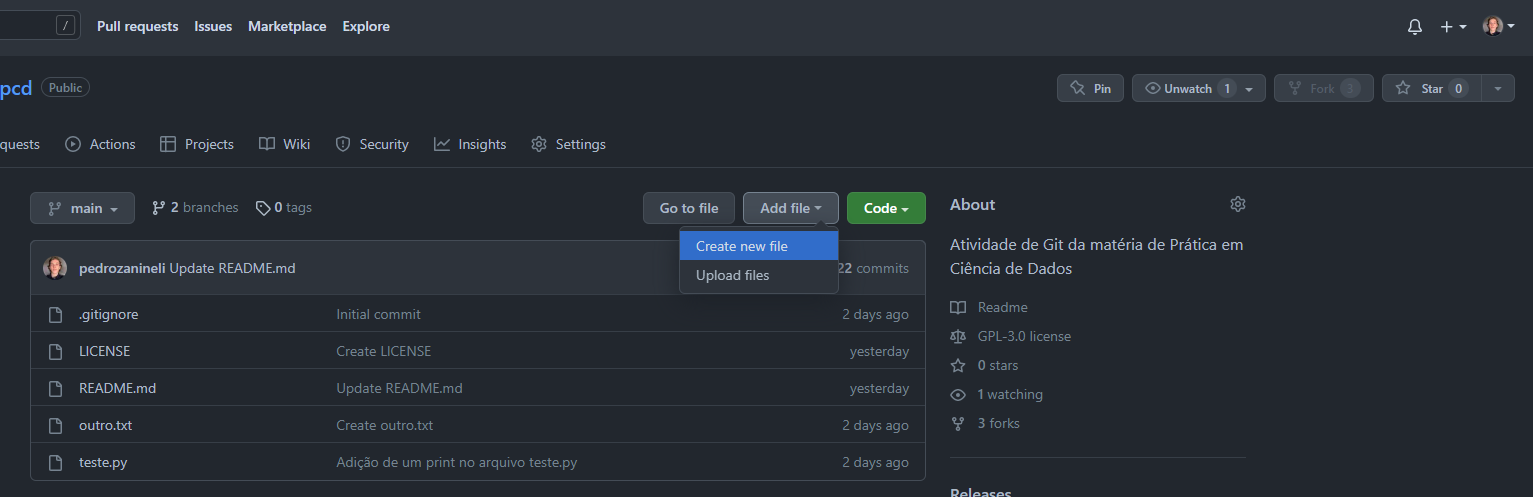 / Pull requests Issues Marketplace Explore
pcd Public
Pin Unwatch 1 Fork 3 Star 0
quests Actions Projects Wiki Insights Security Settings
main 2 branches 0 tags Go to file Add file Code
Create new file
Upload files
pedrozanineli Update README.md 22 commits
.gitignore Initial commit 2 days ago
LICENSE Create LICENSE yesterday
README.md Update README.md yesterday
outro.txt Create outro.txt 2 days ago
teste.py Adição de um print no arquivo teste.py 2 days ago
About
Atividade de Git da matéria de Prática em
Ciência de Dados
Readme
GPL-3.0 license
0 stars
1 watching
3 forks
Releases